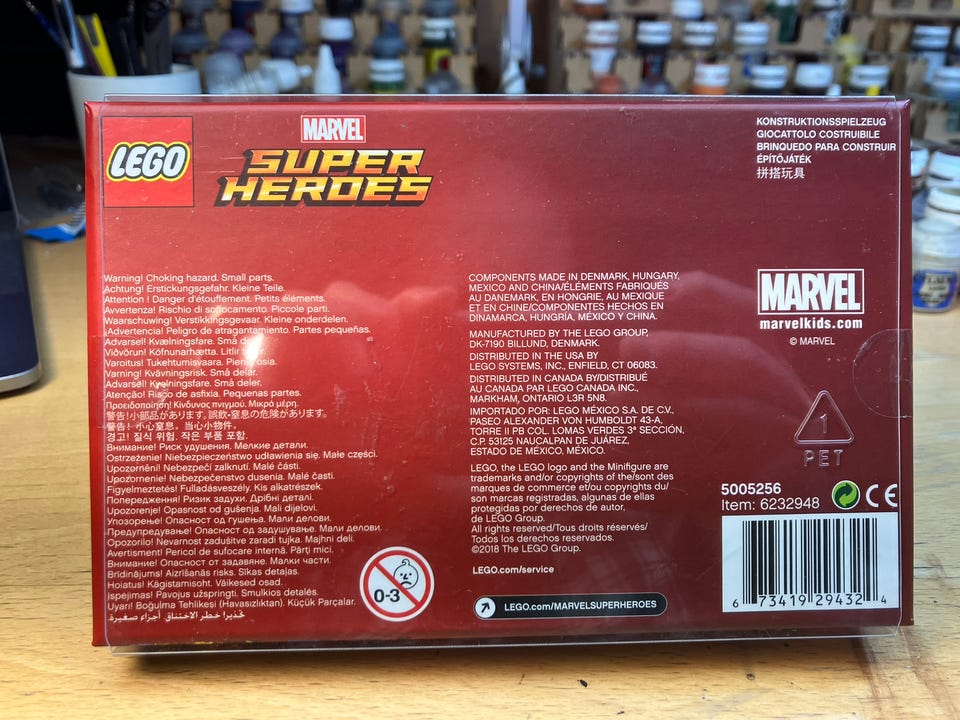 LEGO
MARVEL
SUPER
HEROES
KONSTRUKTIONSSPIELZEUG
GIOCATTOLO COSTRUIBILE
BRINQUEDO PARA CONSTRUIR
ÉPÍTŐJÁTÉK
拼搭玩具
Warning! Choking hazard. Small parts.
Achtung! Erstickungsgefahr. Kleine Teile.
Attention ! Danger d'étouffement. Petits éléments.
Avvertenza! Rischio di soffocamento. Piccole parti.
Waarschuwing! Verstikkingsgevaar. Kleine onderdelen.
¡Advertencia! Peligro de atragantamiento. Partes pequeñas.
Advarsel! Kvælningsfare. Små
Viðvörun! Köfnunarhætta. Litlir
Varoitus! Tukehtumisvaara. Pieniä osia.
Varning! Kvävningsrisk. Små delar.
Advarsel! Kvelningsfare. Små deler.
Atenção! Risco de asfixia. Pequenas partes.
Προειδοποίηση! Κίνδυνος πνιγμού. Μικρά μέρη.
警告!小部品があります。誤飲・窒息の危険があります。
警告！小心窒息。当心小物件。
경고! 질식 위험. 작은 부품 포함.
Внимание! Риск удушения. Мелкие детали.
Ostrzeżenie! Niebezpieczeństwo udławienia się. Małe części.
Upozornění! Nebezpečí zalknutí. Malé části.
Upozornenie! Nebezpečenstvo dusenia. Malé časti.
Figyelmeztetés! Fulladásveszély. Kis alkatrészek.
Попередження! Ризик задухи. Дрібні деталі.
Upozorenje! Opasnost od gušenja. Mali dijelovi.
Упозорење! Опасност од гушења. Мали делови.
Предупредување! Опасност од задушување. Мали делови.
Opozorilo! Nevarnost zadušitve zaradi tujka. Majhni deli.
Avertisment! Pericol de sufocare internă. Părți mici.
Внимание! Опасност от задавяне. Малки части.
Brīdinājums! Aizrīšanās risks. Sīkas detaļas.
Hoiatus! Kägistamisoht. Väikesed osad.
Įspėjimas! Pavojus užspringti. Smulkios detalės.
Uyarı! Boğulma Tehlikesi (Havasızlıktan). Küçük Parçalar.
تحذير! خطر الاختناق. أجزاء صغيرة.
0-3
COMPONENTS MADE IN DENMARK, HUNGARY,
MEXICO AND CHINA/ÉLÉMENTS FABRIQUÉS
AU DANEMARK, EN HONGRIE, AU MEXIQUE
ET EN CHINE/COMPONENTES HECHOS EN
DINAMARCA, HUNGRÍA, MÉXICO Y CHINA.
MANUFACTURED BY THE LEGO GROUP,
DK-7190 BILLUND, DENMARK.
DISTRIBUTED IN THE USA BY
LEGO SYSTEMS, INC., ENFIELD, CT 06083.
DISTRIBUTED IN CANADA BY/DISTRIBUÉ
AU CANADA PAR LEGO CANADA INC.,
MARKHAM, ONTARIO L3R 5N8.
IMPORTADO POR: LEGO MÉXICO S.A. DE C.V.,
PASEO ALEXANDER VON HUMBOLDT 43-A,
TORRE II PB COL. LOMAS VERDES 3ª SECCIÓN,
C.P. 53125 NAUCALPAN DE JUÁREZ,
ESTADO DE MÉXICO, MÉXICO.
LEGO, the LEGO logo and the Minifigure are
trademarks and/or copyrights of the/sont des
marques de commerce et/ou copyrights du/
son marcas registradas, algunas de ellas
protegidas por derechos de autor,
de LEGO Group.
All rights reserved/Tous droits réservés/
Todos los derechos reservados.
©2018 The LEGO Group.
LEGO.com/service
LEGO.com/MARVELSUPERHEROES
MARVEL
marvelkids.com
© MARVEL
1
PET
5005256
Item: 6232948
CE
6 73419 29432 4